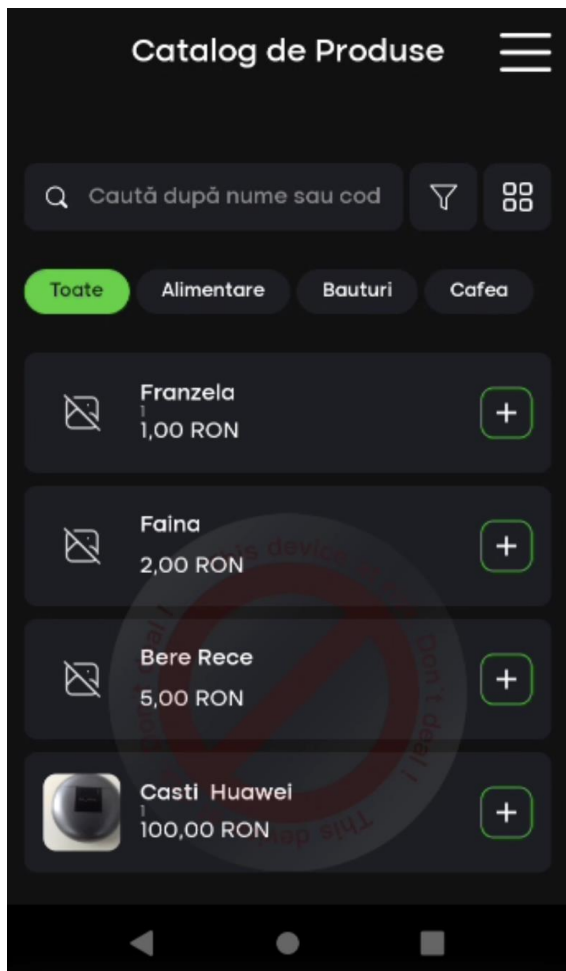 Catalog de Produse
Caută după nume sau cod
Toate Alimentare Bauturi Cafea
Franzela
1
1,00 RON
Faina
2,00 RON
Bere Rece
5,00 RON
Casti Huawei
1
100,00 RON